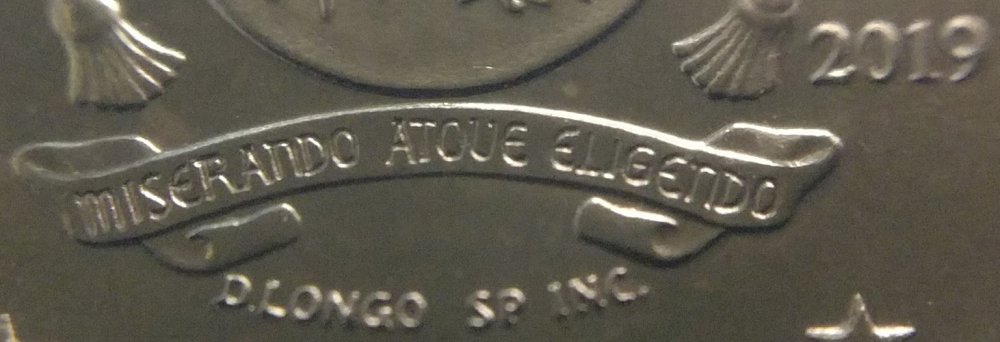 2019
MISERANDO ATQUE ELIGENDO
D.LONGO SP. INC.